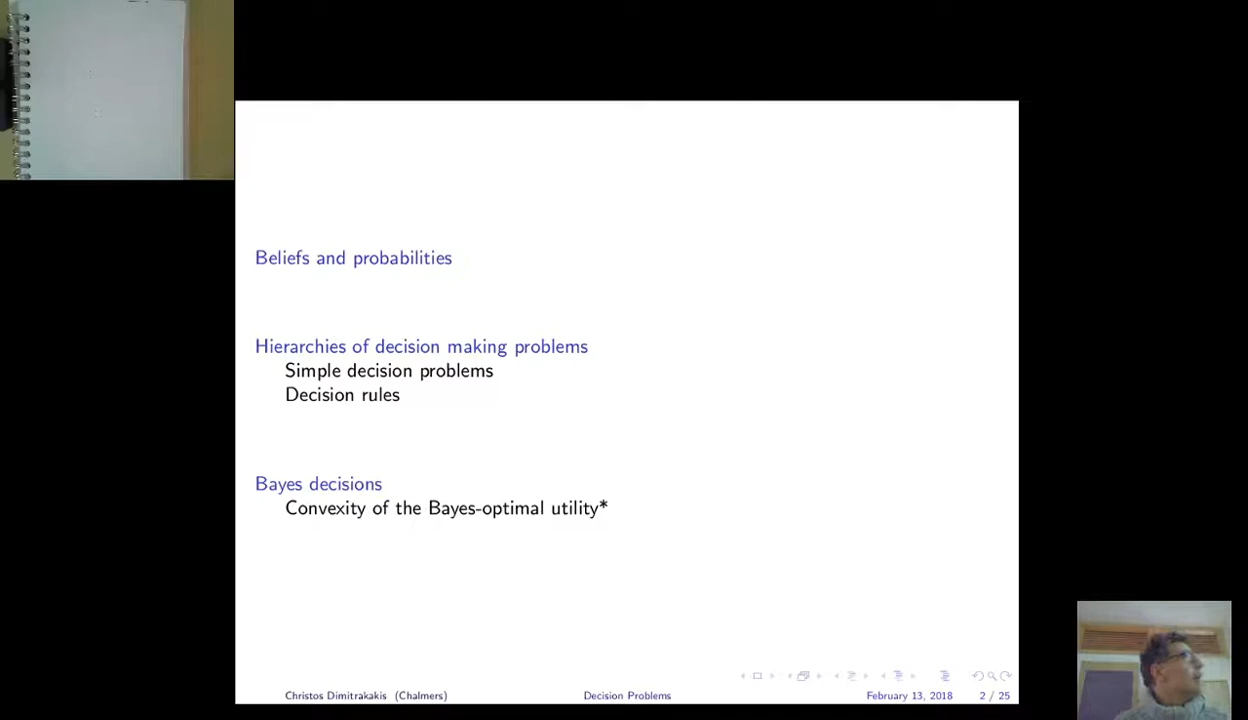 Beliefs and probabilities
Hierarchies of decision making problems
Simple decision problems
Decision rules
Bayes decisions
Convexity of the Bayes-optimal utility*
Christos Dimitrakakis (Chalmers) Decision Problems February 13, 2018 2 / 25